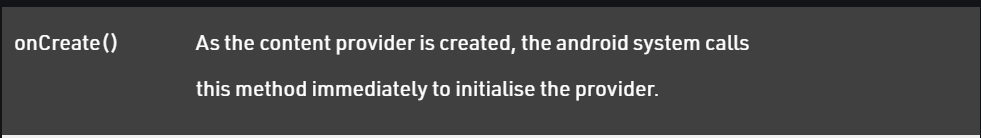 onCreate() As the content provider is created, the android system calls
this method immediately to initialise the provider.